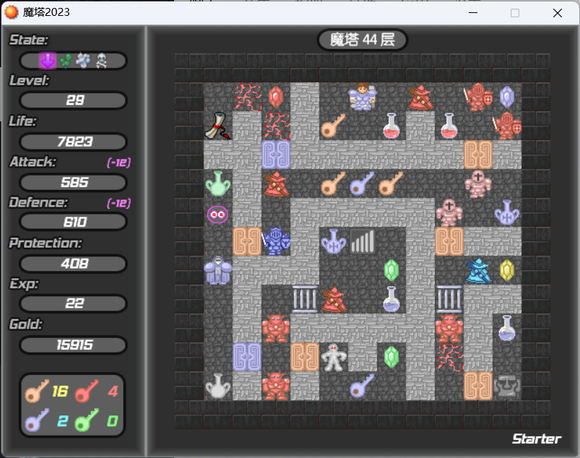 魔塔2023
魔塔 44 层
State:
Level:
29
Life:
7823
Attack: (-12)
585
Defence: (-12)
610
Protection:
408
Exp:
22
Gold:
15915
16 4
2 0
Starter